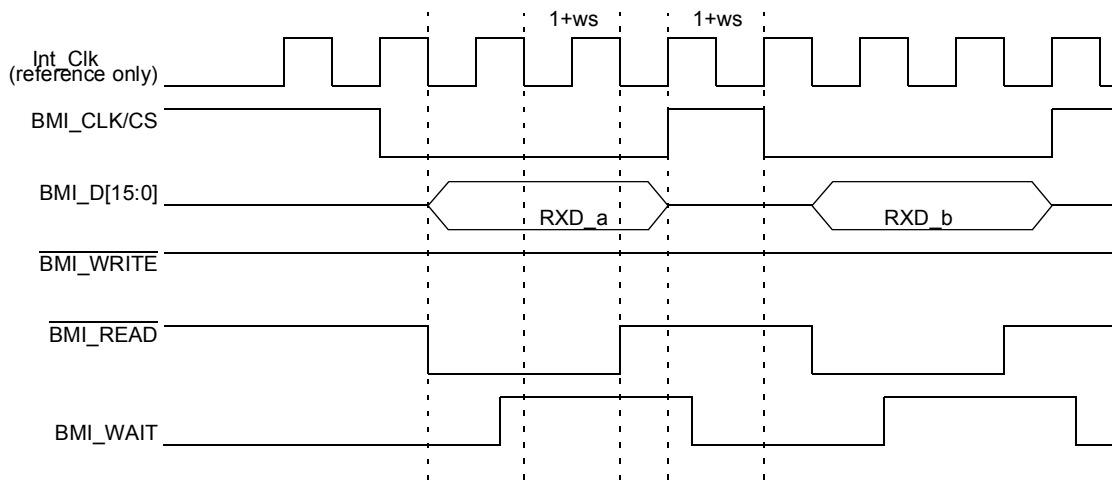 1+ws 1+ws
Int_Clk
(reference only)
BMI_CLK/CS
BMI_D[15:0]
RXD_a RXD_b
BMI_WRITE
BMI_READ
BMI_WAIT